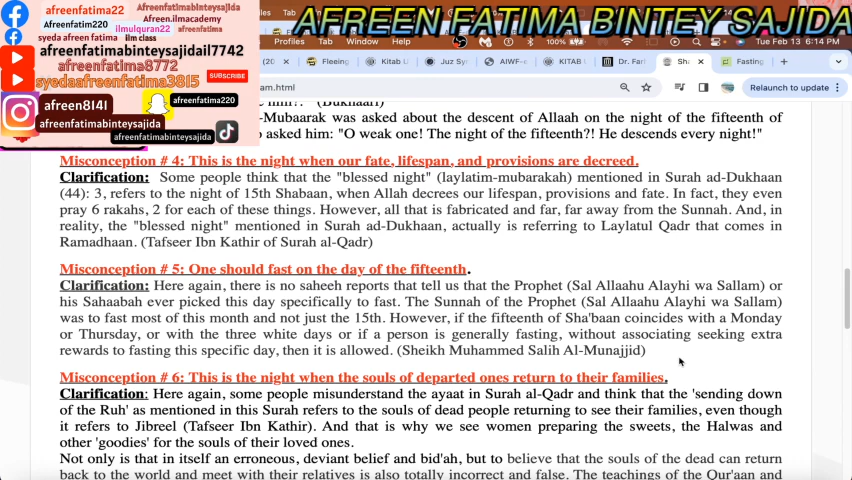 afreenfatima22
Afreenfatimabinteysajida
Afreen.ilmacademy
AFREEN FATIMA BINTEY SAJIDA
Afreenfatima220
ilmulquran22
afreenfatima
syeda afreen fatima
ilm class
Profiles Tab Window Help
100%
Tue Feb 13 6:14 PM
afreenfatimabinteysajidail7742
afreenfatima8772
syedaafreenfatima3815
SUBSCRIBE
Fleeing
Kitab I
Juz Sy
AIWF-e
KITAB
Dr. Far
Sha
Fasting
am.html
Relaunch to update
afreen8141
afreenfatima220
afreenfatimabinteysajida
afreenfatimabinteysajida
(Bukhaari)
-Mubaarak was asked about the descent of Allaah on the night of the fifteenth of
asked him: "O weak one! The night of the fifteenth?! He descends every night!"
Misconception # 4: This is the night when our fate, lifespan, and provisions are decreed.
Clarification: Some people think that the "blessed night" (laylatim-mubarakah) mentioned in Surah ad-Dukhaan
(44): 3, refers to the night of 15th Shabaan, when Allah decrees our lifespan, provisions and fate. In fact, they even
pray 6 rakahs, 2 for each of these things. However, all that is fabricated and far, far away from the Sunnah. And, in
reality, the "blessed night" mentioned in Surah ad-Dukhaan, actually is referring to Laylatul Qadr that comes in
Ramadhaan. (Tafseer Ibn Kathir of Surah al-Qadr)
Misconception # 5: One should fast on the day of the fifteenth.
Clarification: Here again, there is no saheeh reports that tell us that the Prophet (Sal Allaahu Alayhi wa Sallam) or
his Sahaabah ever picked this day specifically to fast. The Sunnah of the Prophet (Sal Allaahu Alayhi wa Sallam)
was to fast most of this month and not just the 15th. However, if the fifteenth of Sha'baan coincides with a Monday
or Thursday, or with the three white days or if a person is generally fasting, without associating seeking extra
rewards to fasting this specific day, then it is allowed. (Sheikh Muhammed Salih Al-Munajjid)
Misconception # 6: This is the night when the souls of departed ones return to their families.
Clarification: Here again, some people misunderstand the ayaat in Surah al-Qadr and think that the 'sending down
of the Ruh' as mentioned in this Surah refers to the souls of dead people returning to see their families, even though
it refers to Jibreel (Tafseer Ibn Kathir). And that is why we see women preparing the sweets, the Halwas and
other 'goodies' for the souls of their loved ones.
Not only is that in itself an erroneous, deviant belief and bid'ah, but to believe that the souls of the dead can return
back to the world and meet with their relatives is also totally incorrect and false. The teachings of the Qur'aan and